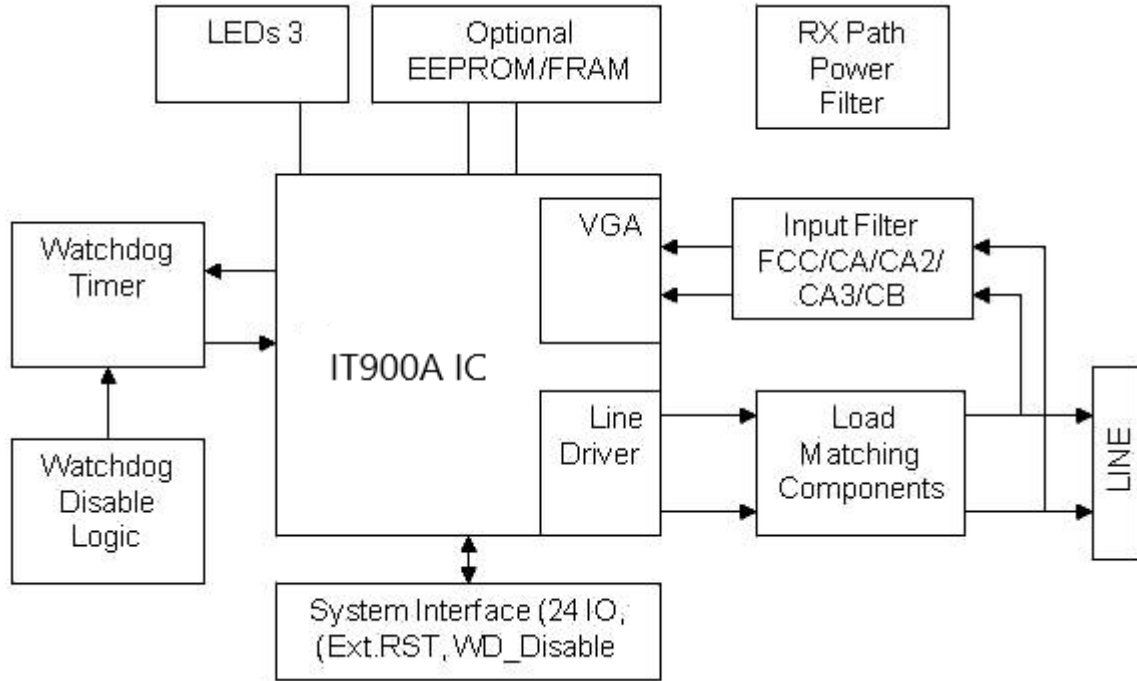 LEDs 3
Optional
EEPROM/FRAM
RX Path
Power
Filter
Watchdog
Timer
VGA
Input Filter
FCC/CA/CA2/
CA3/CB
IT900A IC
Watchdog
Disable
Logic
Line
Driver
Load
Matching
Components
LINE
System Interface (24 IO,
(Ext.RST, WD_Disable